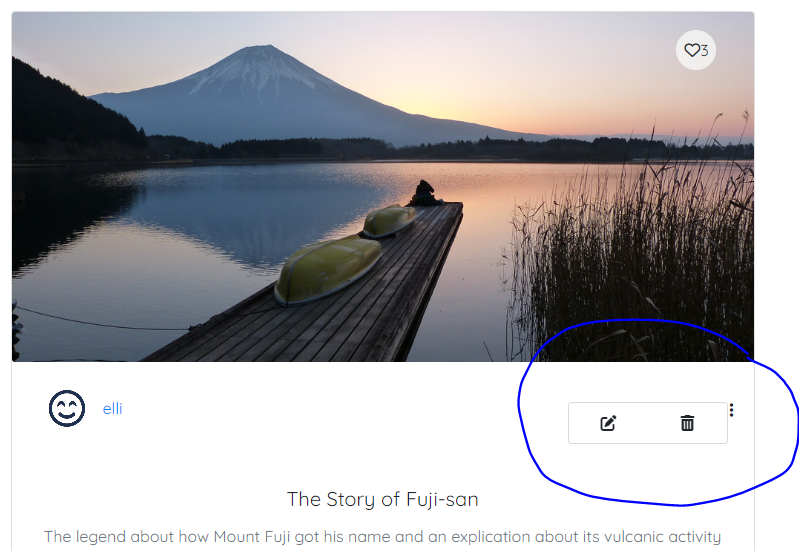 3
elli
The Story of Fuji-san
The legend about how Mount Fuji got his name and an explication about its vulcanic activity